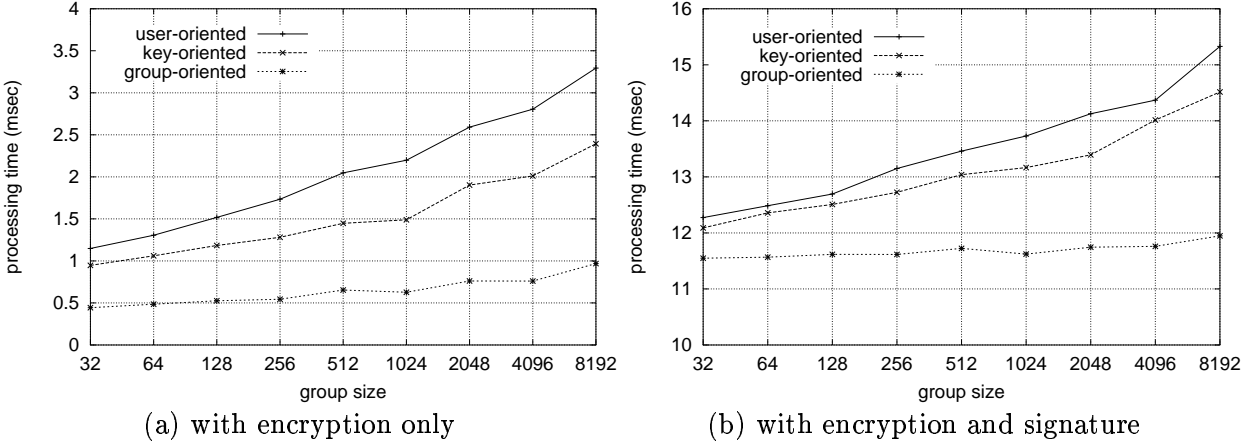 4
3.5
3
2.5
2
1.5
1
0.5
0
processing time (msec)
user-oriented
key-oriented
group-oriented
32 64 128 256 512 1024 2048 4096 8192
group size
(a) with encryption only
16
15
14
13
12
11
10
processing time (msec)
user-oriented
key-oriented
group-oriented
32 64 128 256 512 1024 2048 4096 8192
group size
(b) with encryption and signature